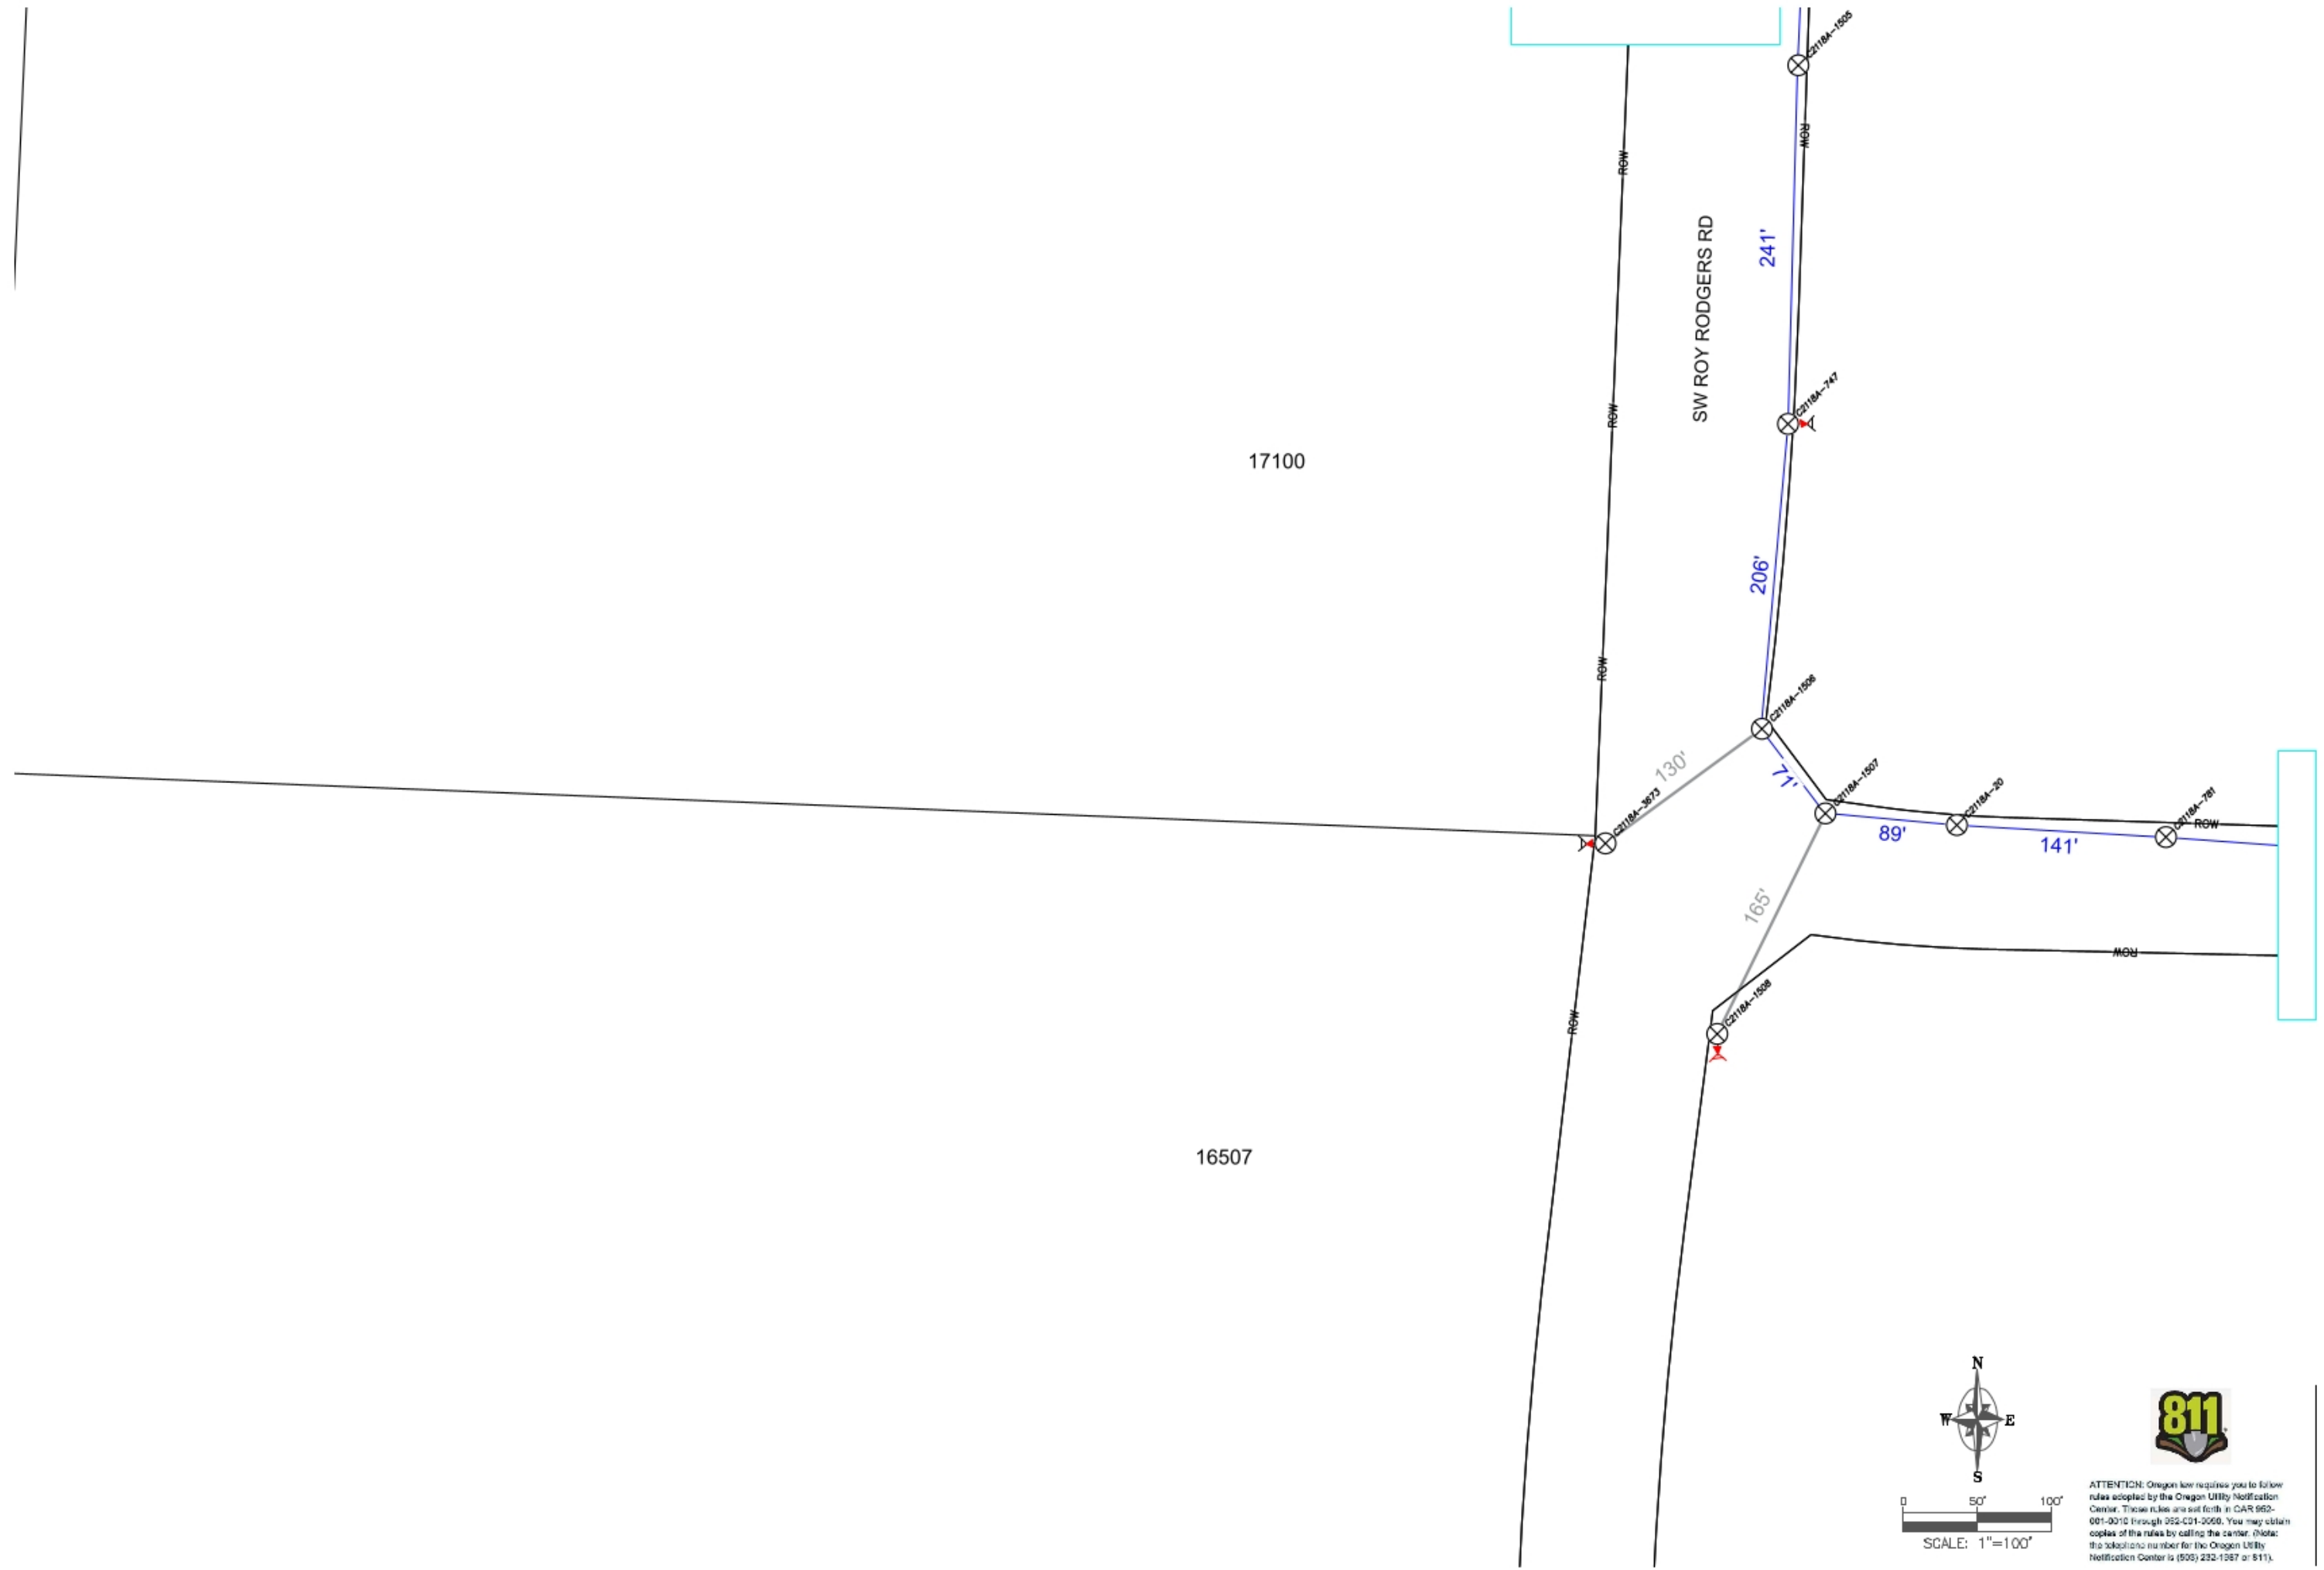 C2118A-1505
ROW
ROW
241'
SW ROY RODGERS RD
C2118A-747
ROW
17100
206'
ROW
C2118A-1506
130'
71'
C2118A-1507
C2118A-20
C2118A-781
C2118A-3673
ROW
89'
141'
165'
ROW
C2118A-1508
ROW
16507
N
W
E
S
811
0 50' 100'
SCALE: 1"=100'
ATTENTION: Oregon law requires you to follow
rules adopted by the Oregon Utility Notification
Center. Those rules are set forth in OAR 952-
001-0010 through 952-001-0090. You may obtain
copies of the rules by calling the center. (Note:
the telephone number for the Oregon Utility
Notification Center is (503) 232-1987 or 811).